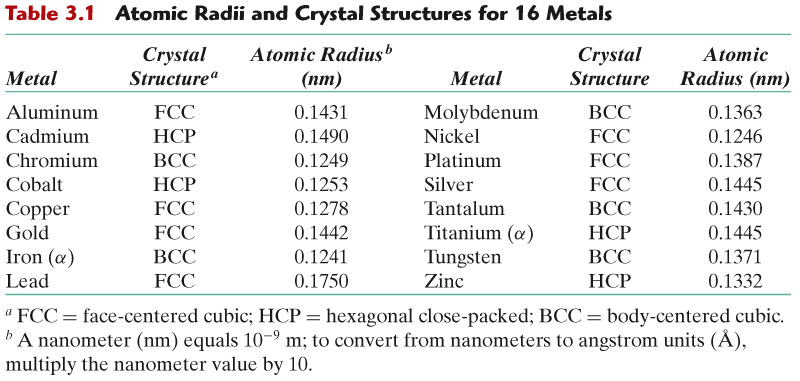 Table 3.1 Atomic Radii and Crystal Structures for 16 Metals
Crystal Atomic Radius^b Crystal Atomic
Metal Structure^a (nm) Metal Structure Radius (nm)
Aluminum FCC 0.1431 Molybdenum BCC 0.1363
Cadmium HCP 0.1490 Nickel FCC 0.1246
Chromium BCC 0.1249 Platinum FCC 0.1387
Cobalt HCP 0.1253 Silver FCC 0.1445
Copper FCC 0.1278 Tantalum BCC 0.1430
Gold FCC 0.1442 Titanium (α) HCP 0.1445
Iron (α) BCC 0.1241 Tungsten BCC 0.1371
Lead FCC 0.1750 Zinc HCP 0.1332
^a FCC = face-centered cubic; HCP = hexagonal close-packed; BCC = body-centered cubic.
^b A nanometer (nm) equals 10⁻⁹ m; to convert from nanometers to angstrom units (Å),
multiply the nanometer value by 10.